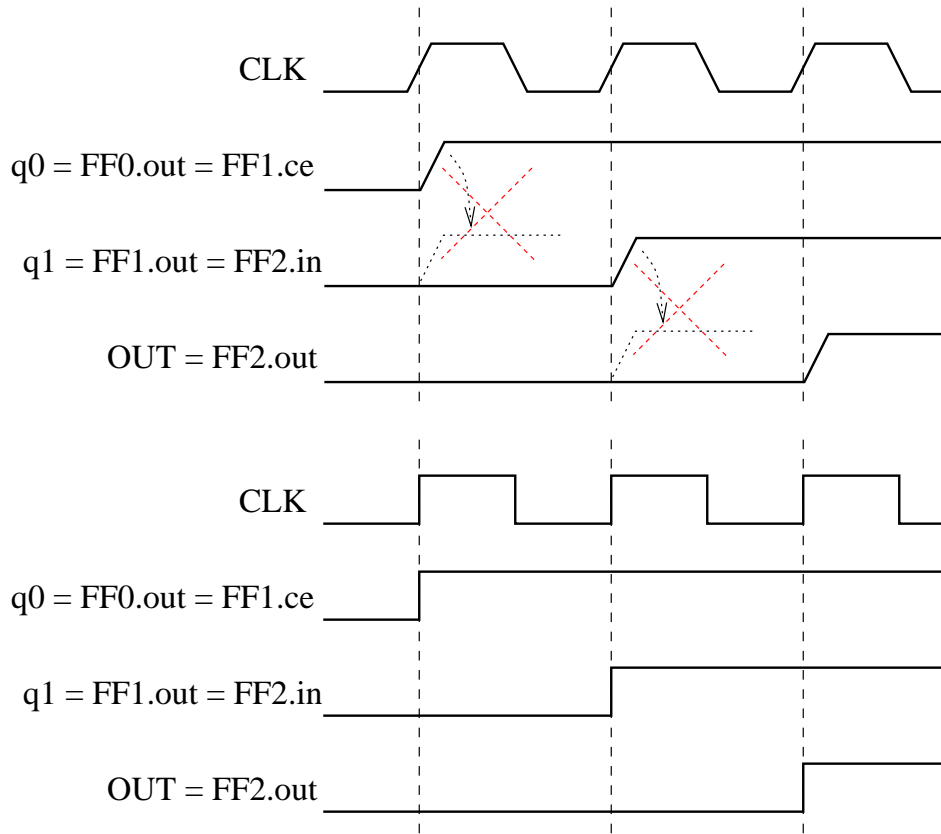 CLK
q0 = FF0.out = FF1.ce
q1 = FF1.out = FF2.in
OUT = FF2.out
CLK
q0 = FF0.out = FF1.ce
q1 = FF1.out = FF2.in
OUT = FF2.out